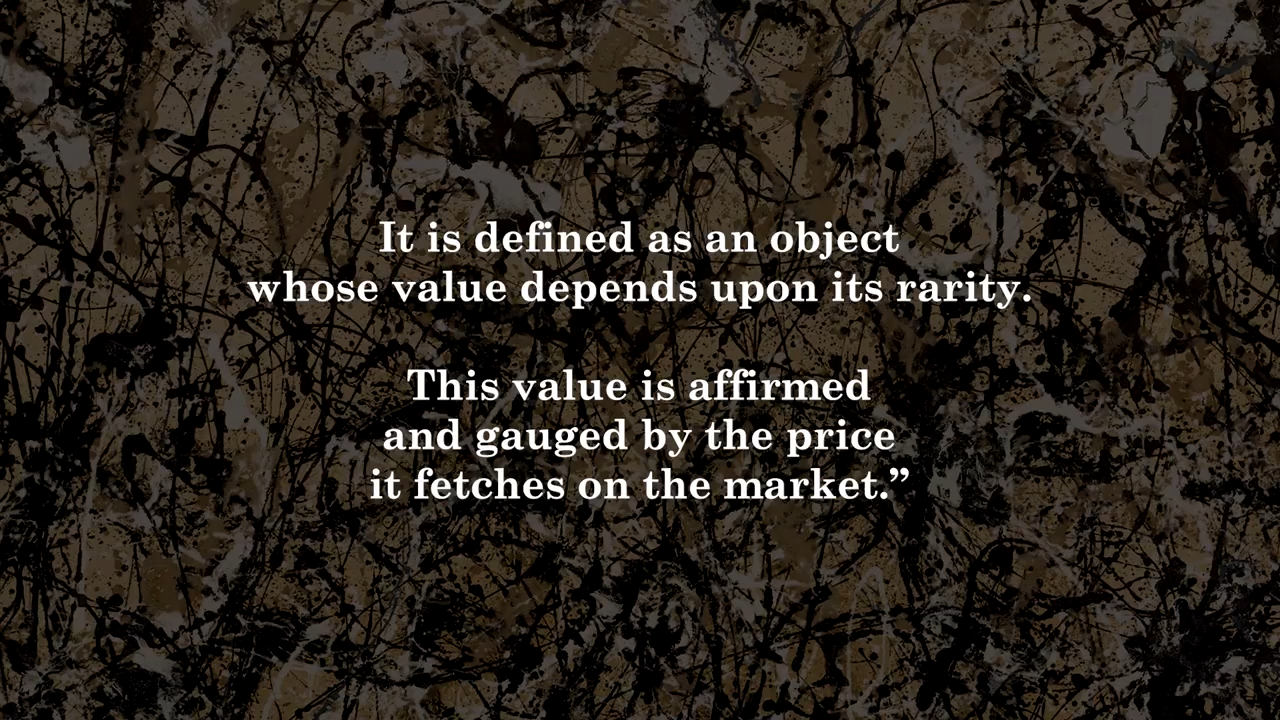 It is defined as an object
whose value depends upon its rarity.
This value is affirmed
and gauged by the price
it fetches on the market.”